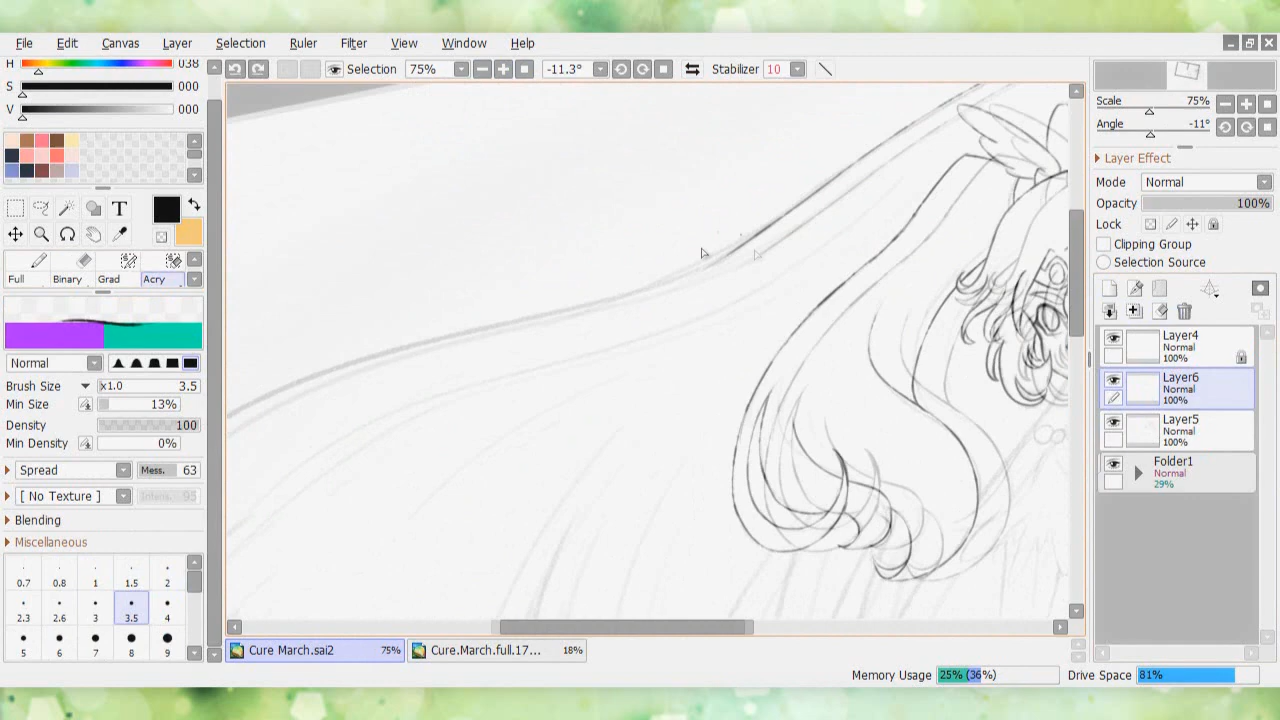 File Edit Canvas Layer Selection Ruler Filter View Window Help
H 038
S 000
V 000
Selection 75% -11.3° Stabilizer 10
T
Full Binary Grad Acry
Normal
Brush Size x1.0 3.5
Min Size 13%
Density 100
Min Density 0%
Spread Mess. 63
[ No Texture ] Intens. 95
Blending
Miscellaneous
0.7 0.8 1 1.5 2
2.3 2.6 3 3.5 4
5 6 7 8 9
Cure March.sai2 75% Cure.March.full.17... 18%
Memory Usage 25% (36%) Drive Space 81%
Scale 75%
Angle -11°
Layer Effect
Mode Normal
Opacity 100%
Lock
Clipping Group
Selection Source
Layer4
Normal
100%
Layer6
Normal
100%
Layer5
Normal
100%
Folder1
Normal
29%